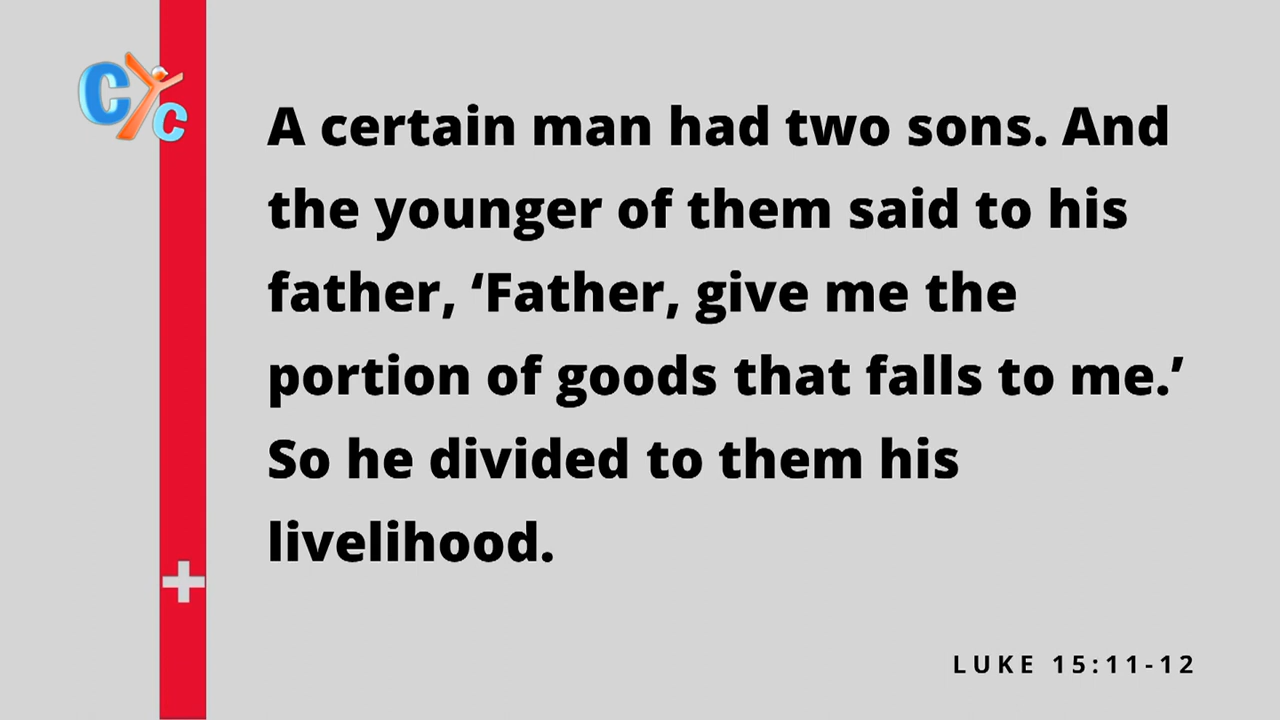 CYC
A certain man had two sons. And
the younger of them said to his
father, ‘Father, give me the
portion of goods that falls to me.’
So he divided to them his
livelihood.
LUKE 15:11-12